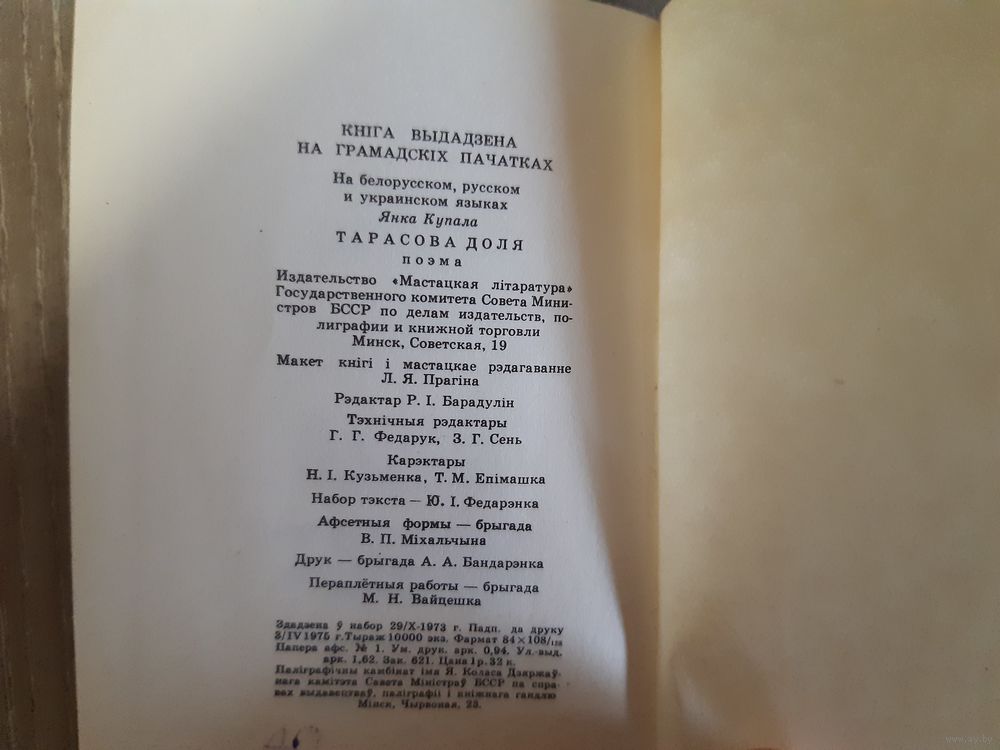 КНІГА ВЫДАДЗЕНА
НА ГРАМАДСКІХ ПАЧАТКАХ
На белорусском, русском
и украинском языках
Янка Купала
ТАРАСОВА ДОЛЯ
поэма
Издательство «Мастацкая літаратура»
Государственного комитета Совета Мини-
стров БССР по делам издательств, по-
лиграфии и книжной торговли
Минск, Советская, 19
Макет кнігі і мастацкае рэдагаванне
Л. Я. Прагіна
Рэдактар Р. І. Барадулін
Тэхнічныя рэдактары
Г. Г. Федарук, З. Г. Сень
Карэктары
Н. І. Кузьменка, Т. М. Епімашка
Набор тэкста — Ю. І. Федарэнка
Афсетныя формы — брыгада
В. П. Міхальчына
Друк — брыгада А. А. Бандарэнка
Пераплётныя работы — брыгада
М. Н. Вайцешка
Здадзена ў набор 29/X-1973 г. Падп. да друку
3/IV 1975 г. Тыраж 10000 экз. Фармат 84×108/128
Папера афс. № 1. Ум. друк. арк. 0,94. Ул.-выд.
арк. 1,62. Зак. 621. Цана 1 р. 32 к.
Паліграфічны камбінат імя Я. Коласа Дзяржаў-
нага камітэта Савета Міністраў БССР па спра-
вах выдавецтваў, паліграфіі і кніжнага гандлю
Мінск, Чырвоная, 23.
www.ay.by